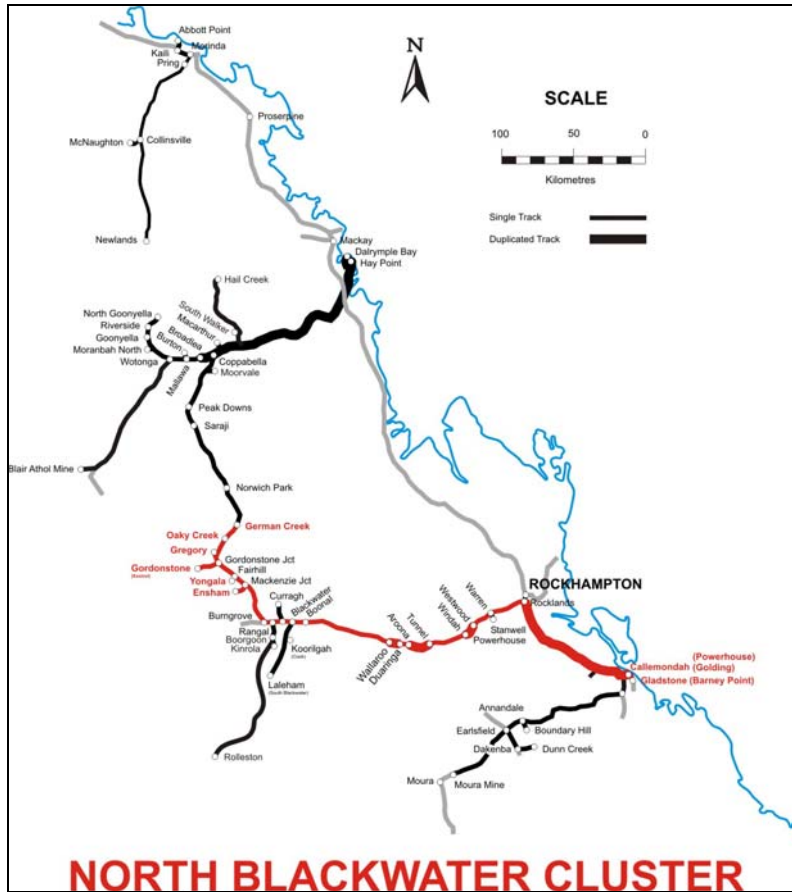 Abbott Point
Kaili
Merinda
Pring
N
SCALE
100 50 0
Kilometres
Single Track
Duplicated Track
Proserpine
McNaughton
Collinsville
Newlands
Mackay
Dalrymple Bay
Hay Point
Hail Creek
South Walker
Macarthur
North Goonyella
Riverside
Goonyella
Moranbah North
Wotonga
Broadlea
Burton
Mallawa
Coppabella
Moorvale
Peak Downs
Saraji
Blair Athol Mine
Norwich Park
German Creek
Oaky Creek
Gregory
Gordonstone Jct
Gordonstone
Fairhill
Yongala
Mackenzie Jct
Ensham
Curragh
Blackwater
Boonal
Burngrove
Rangal
Boorgoon
Kinrola
Koorilgah
(Cook)
Laleham
(South Blackwater)
Rolleston
Wallaroo
Duaringa
Aroona
Tunnel
Windah
Westwood
Warren
Stanwell
Powerhouse
ROCKHAMPTON
Rocklands
(Powerhouse)
Callemondah (Golding)
Gladstone (Barney Point)
Annandale
Earlsfield
Boundary Hill
Dakenba
Dunn Creek
Moura
Moura Mine
NORTH BLACKWATER CLUSTER